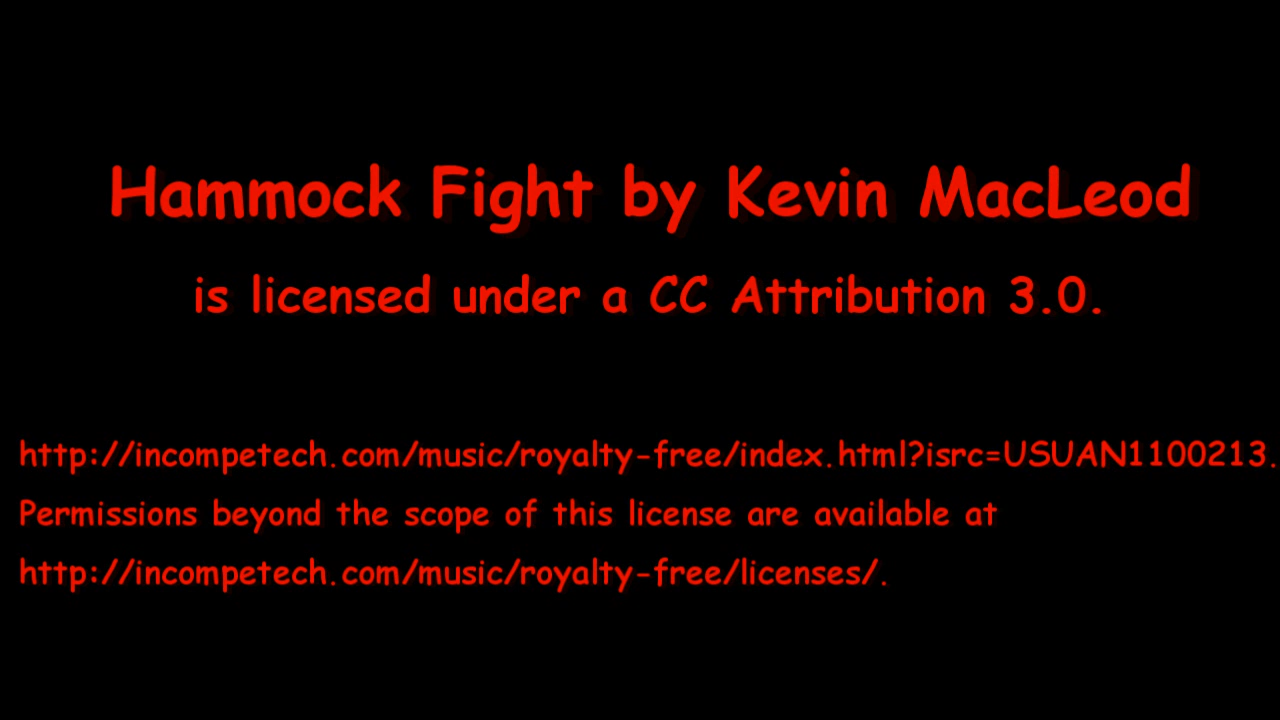 Hammock Fight by Kevin MacLeod
is licensed under a CC Attribution 3.0.
http://incompetech.com/music/royalty-free/index.html?isrc=USUAN1100213.
Permissions beyond the scope of this license are available at
http://incompetech.com/music/royalty-free/licenses/.